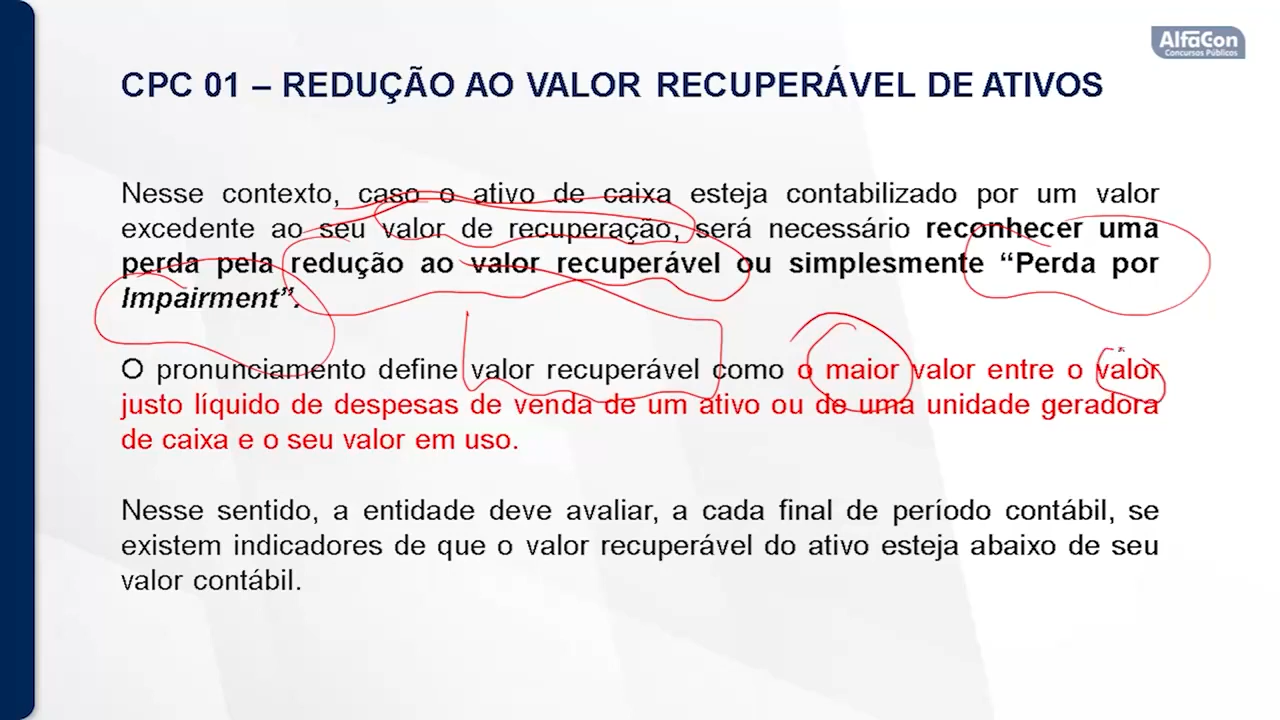 AlfaCon
Concursos Públicos
CPC 01 – REDUÇÃO AO VALOR RECUPERÁVEL DE ATIVOS
Nesse contexto, caso o ativo de caixa esteja contabilizado por um valor
excedente ao seu valor de recuperação, será necessário reconhecer uma
perda pela redução ao valor recuperável ou simplesmente “Perda por
Impairment”.
O pronunciamento define valor recuperável como o maior valor entre o valor
justo líquido de despesas de venda de um ativo ou de uma unidade geradora
de caixa e o seu valor em uso.
Nesse sentido, a entidade deve avaliar, a cada final de período contábil, se
existem indicadores de que o valor recuperável do ativo esteja abaixo de seu
valor contábil.